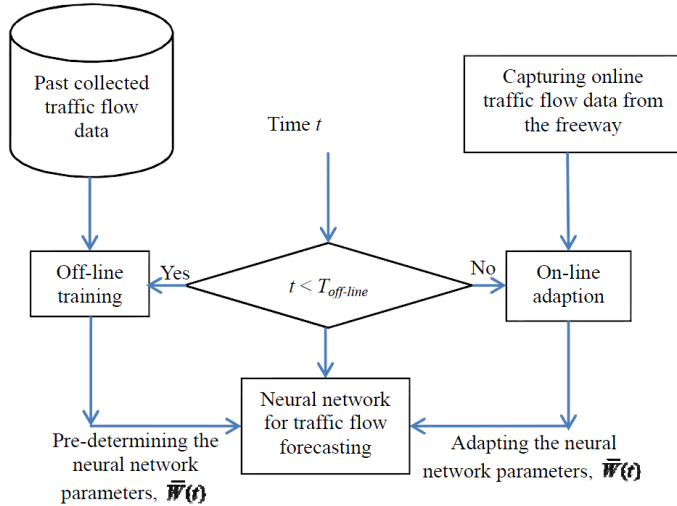 Past collected
traffic flow
data
Time t
Capturing online
traffic flow data from
the freeway
Off-line
training
Yes
t < T_off-line
No
On-line
adaption
Neural network
for traffic flow
forecasting
Pre-determining the
neural network
parameters, W̿(t)
Adapting the neural
network parameters, W̿(t)